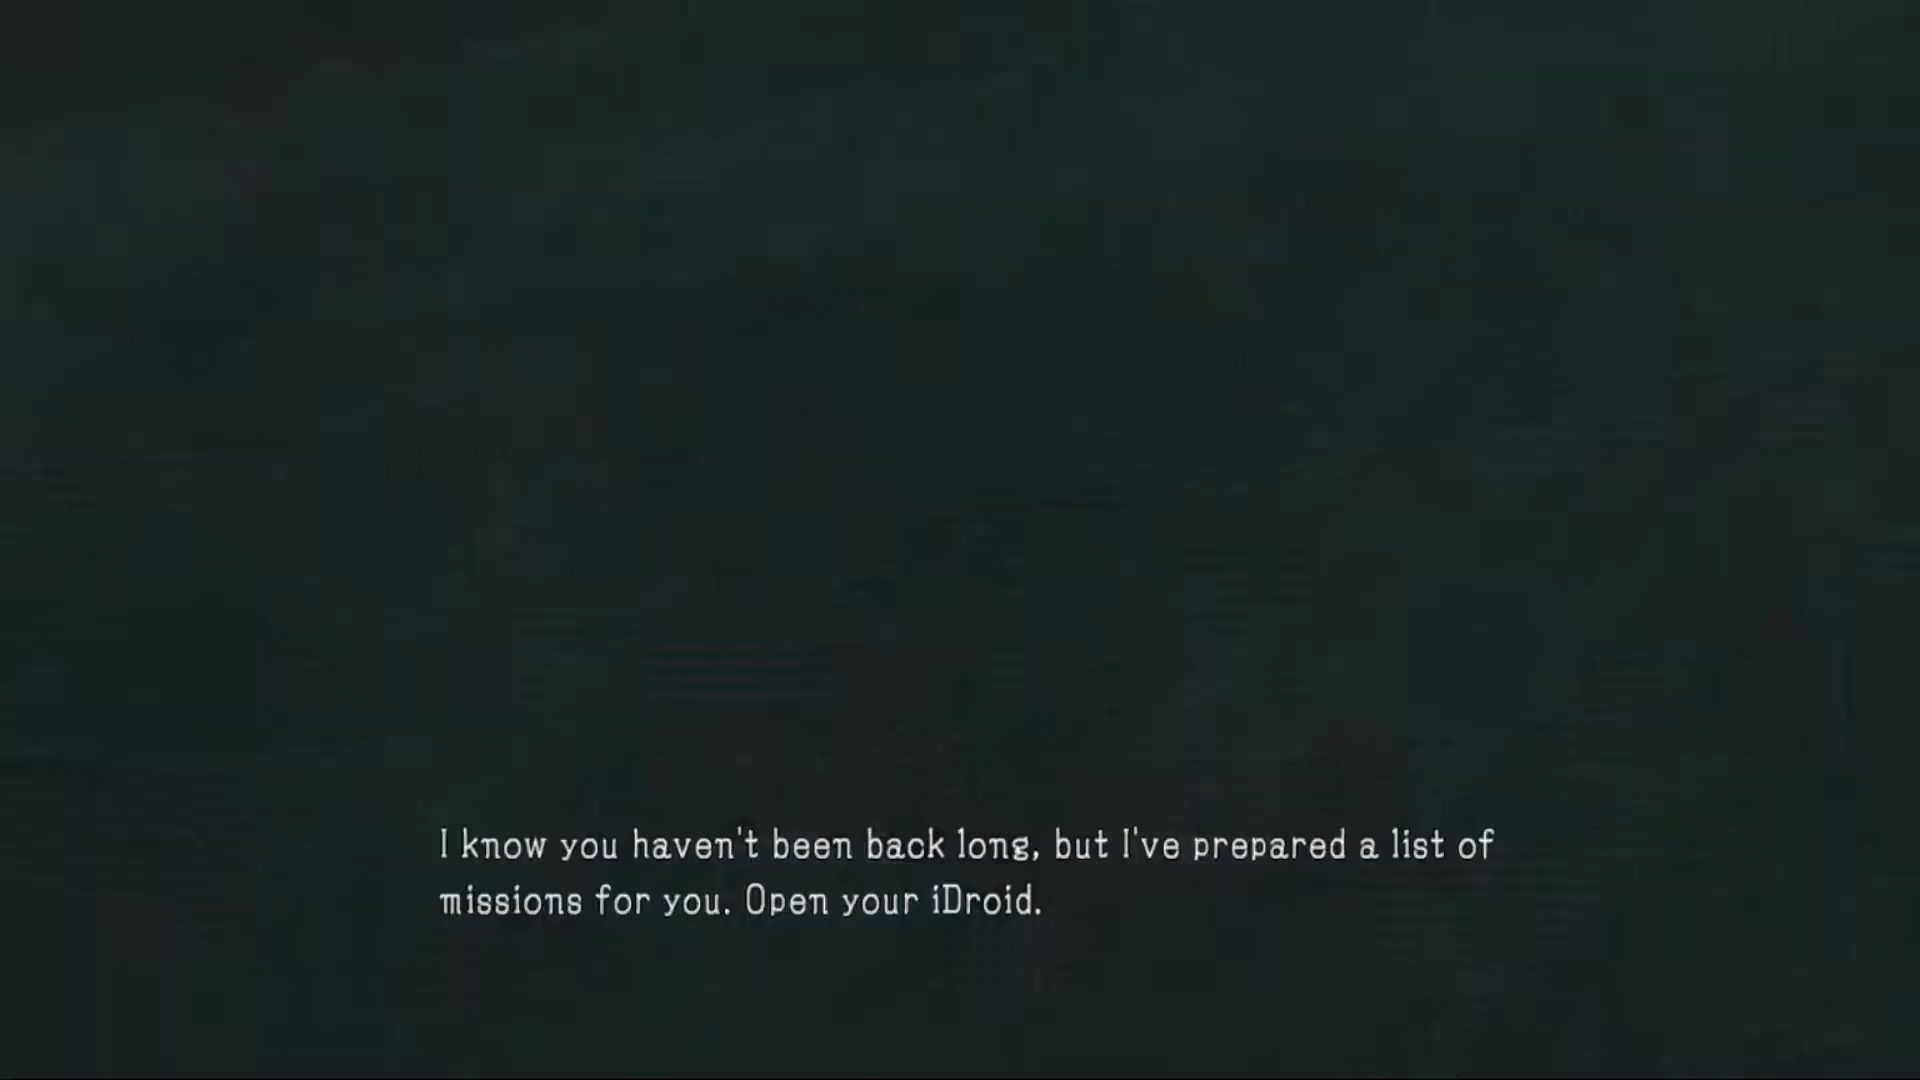 I know you haven't been back long, but I've prepared a list of
missions for you. Open your iDroid.